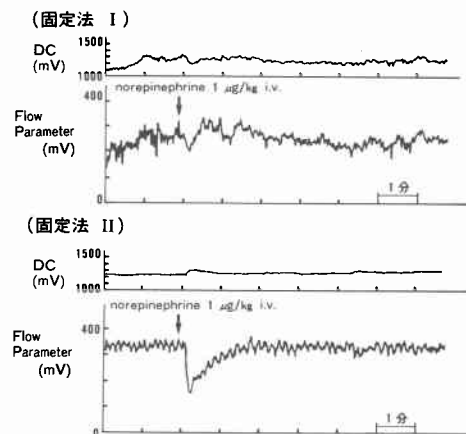 (固定法 I)
DC
(mV)
1500
1000
norepinephrine 1 μg/kg i.v.
Flow
Parameter
(mV)
400
0
1分
(固定法 II)
DC
(mV)
1500
1000
norepinephrine 1 μg/kg i.v.
Flow
Parameter
(mV)
400
0
1分